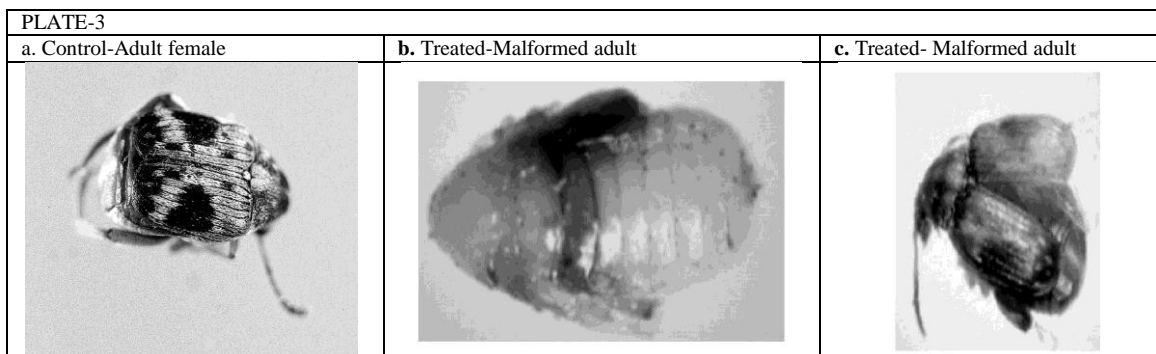 PLATE-3
a. Control-Adult female
b. Treated-Malformed adult
c. Treated- Malformed adult